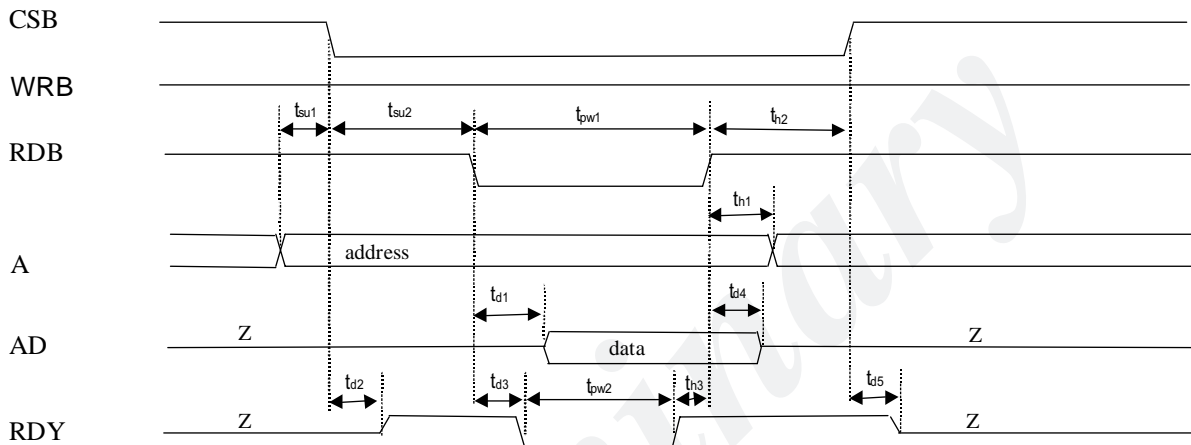 CSB
WRB
tsu1 tsu2 tpw1 th2
RDB
th1
A address
td1 td4
AD Z data Z
td2 td3 tpw2 th3 td5
RDY Z Z
inary